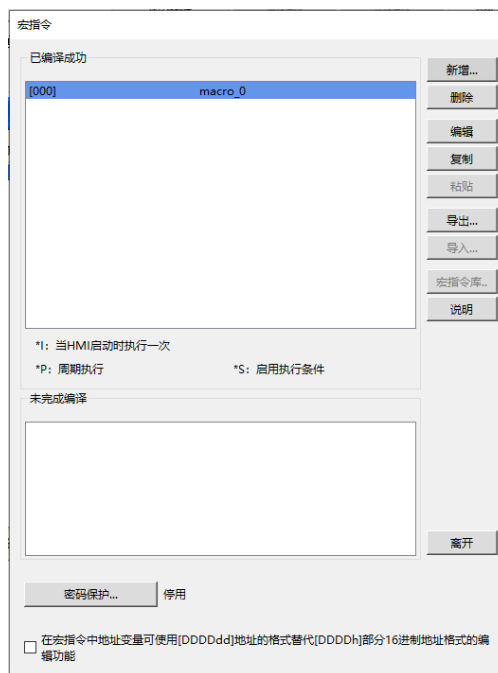 宏指令
已编译成功
[000] macro_0
新增...
删除
编辑
复制
粘贴
导出...
导入...
宏指令库..
说明
*I: 当HMI启动时执行一次
*P: 周期执行 *S: 启用执行条件
未完成编译
离开
密码保护... 停用
在宏指令中地址变量可使用[DDDDdd]地址的格式替代[DDDDh]部分16进制地址格式的编
辑功能